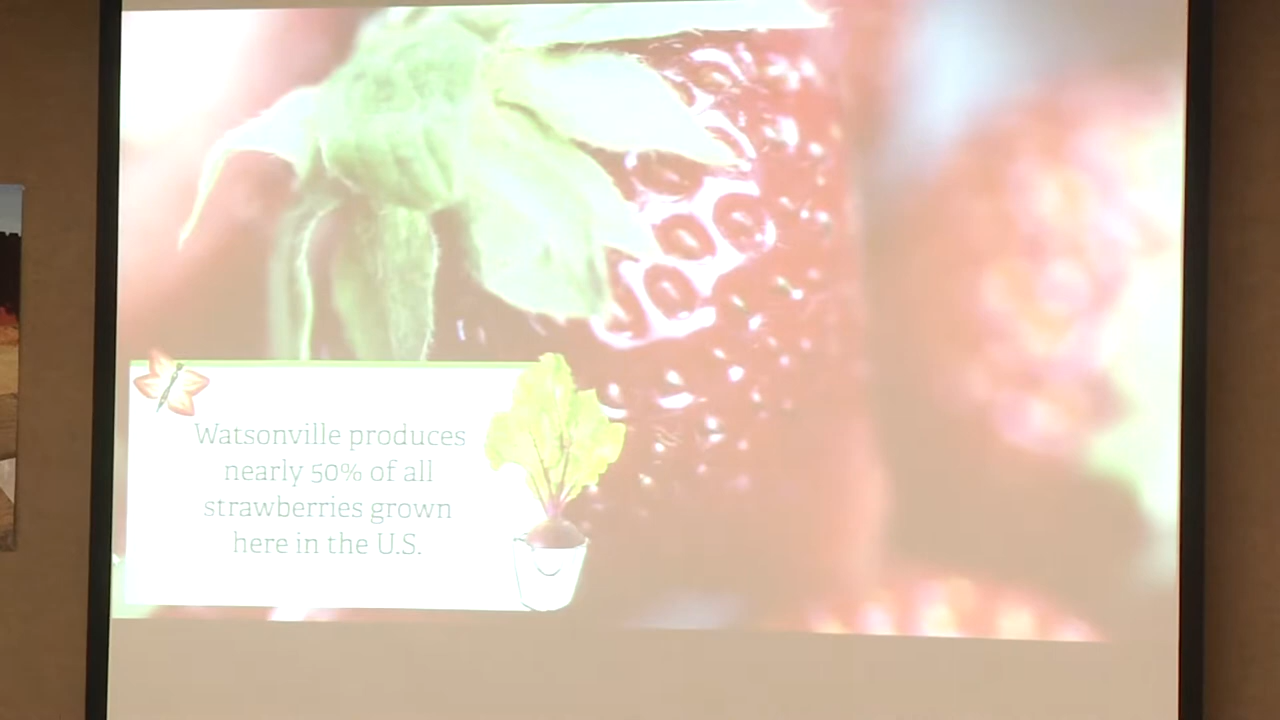 Watsonville produces
nearly 50% of all
strawberries grown
here in the U.S.